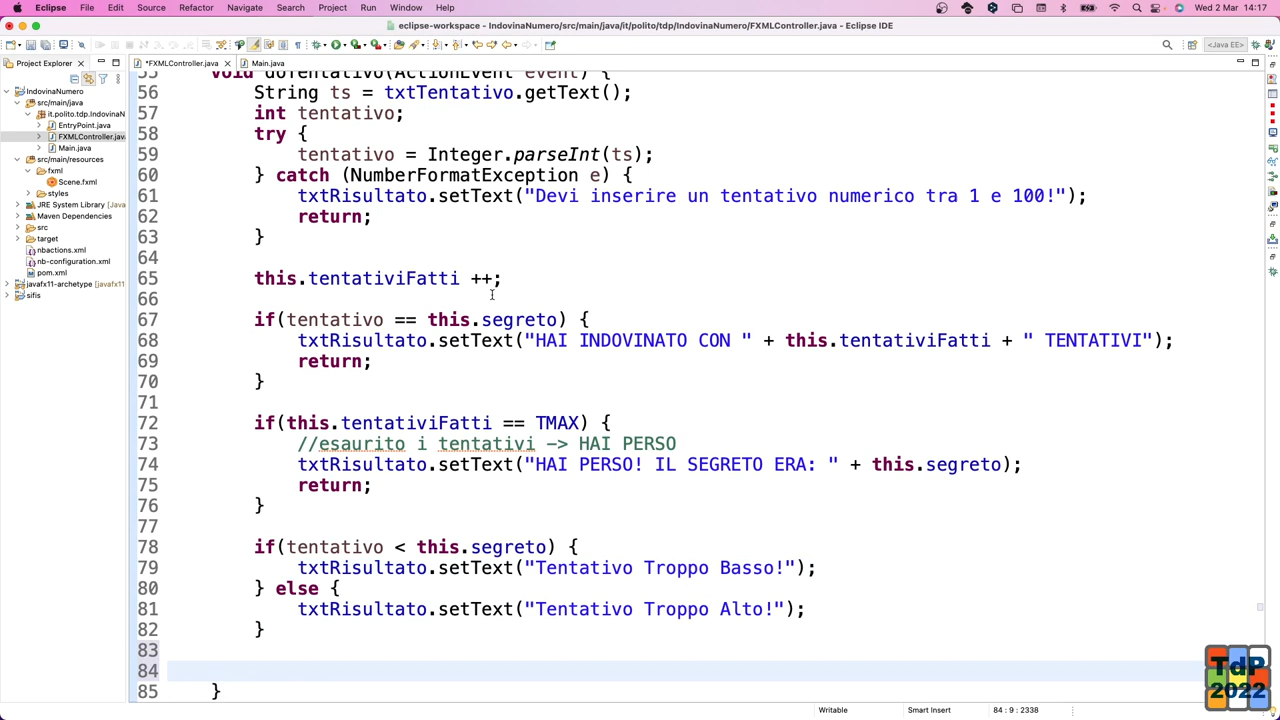 Eclipse File Edit Source Refactor Navigate Search Project Run Window Help Wed 2 Mar 14:17
eclipse-workspace - IndovinaNumero/src/main/java/it/polito/tdp/IndovinaNumero/FXMLController.java - Eclipse IDE
<Java EE>
Project Explorer
*FXMLController.java Main.java
IndovinaNumero
src/main/java
it.polito.tdp.IndovinaN
EntryPoint.java
FXMLController.java
Main.java
src/main/resources
fxml
Scene.fxml
styles
JRE System Library [Java
Maven Dependencies
src
target
nbactions.xml
nb-configuration.xml
pom.xml
javafx11-archetype [javafx11
sifis
55 void doTentativo(ActionEvent event) {
56 String ts = txtTentativo.getText();
57 int tentativo;
58 try {
59 tentativo = Integer.parseInt(ts);
60 } catch (NumberFormatException e) {
61 txtRisultato.setText("Devi inserire un tentativo numerico tra 1 e 100!");
62 return;
63 }
64
65 this.tentativiFatti ++;
66
67 if(tentativo == this.segreto) {
68 txtRisultato.setText("HAI INDOVINATO CON " + this.tentativiFatti + " TENTATIVI");
69 return;
70 }
71
72 if(this.tentativiFatti == TMAX) {
73 //esaurito i tentativi -> HAI PERSO
74 txtRisultato.setText("HAI PERSO! IL SEGRETO ERA: " + this.segreto);
75 return;
76 }
77
78 if(tentativo < this.segreto) {
79 txtRisultato.setText("Tentativo Troppo Basso!");
80 } else {
81 txtRisultato.setText("Tentativo Troppo Alto!");
82 }
83
84
85 }
TdP
2022
Writable Smart Insert 84 : 9 : 2338